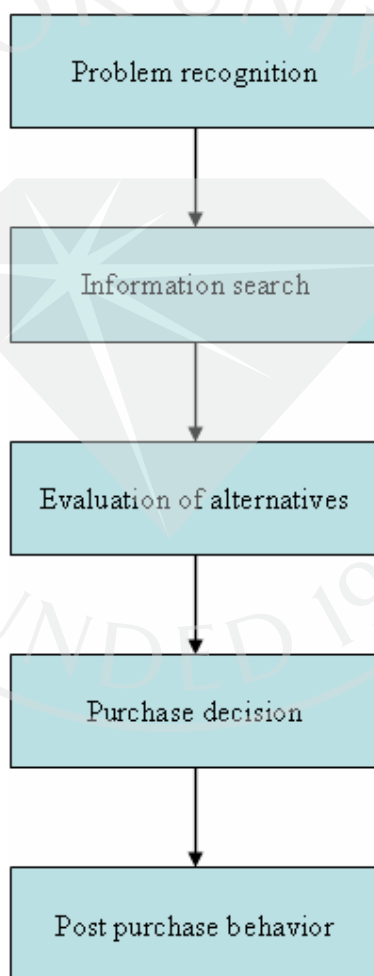 Problem recognition
Information search
Evaluation of alternatives
Purchase decision
Post purchase behavior